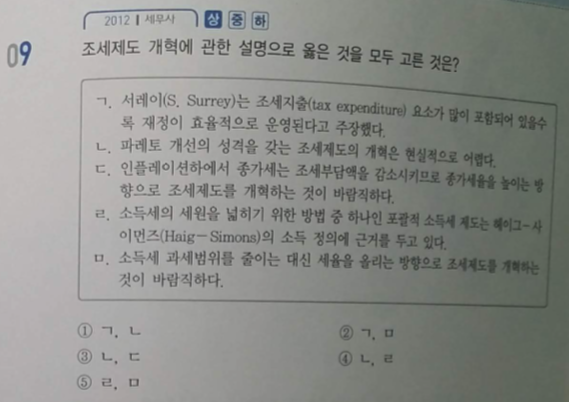 2012 | 세무사 상 중 하
09 조세제도 개혁에 관한 설명으로 옳은 것을 모두 고른 것은?
ㄱ. 서레이(S. Surrey)는 조세지출(tax expenditure) 요소가 많이 포함되어 있을수
록 재정이 효율적으로 운영된다고 주장했다.
ㄴ. 파레토 개선의 성격을 갖는 조세제도의 개혁은 현실적으로 어렵다.
ㄷ. 인플레이션하에서 종가세는 조세부담액을 감소시키므로 종가세율을 높이는 방
향으로 조세제도를 개혁하는 것이 바람직하다.
ㄹ. 소득세의 세원을 넓히기 위한 방법 중 하나인 포괄적 소득세 제도는 헤이그-사
이먼즈(Haig-Simons)의 소득 정의에 근거를 두고 있다.
ㅁ. 소득세 과세범위를 줄이는 대신 세율을 올리는 방향으로 조세제도를 개혁하는
것이 바람직하다.
① ㄱ, ㄴ ② ㄱ, ㅁ
③ ㄴ, ㄷ ④ ㄴ, ㄹ
⑤ ㄹ, ㅁ